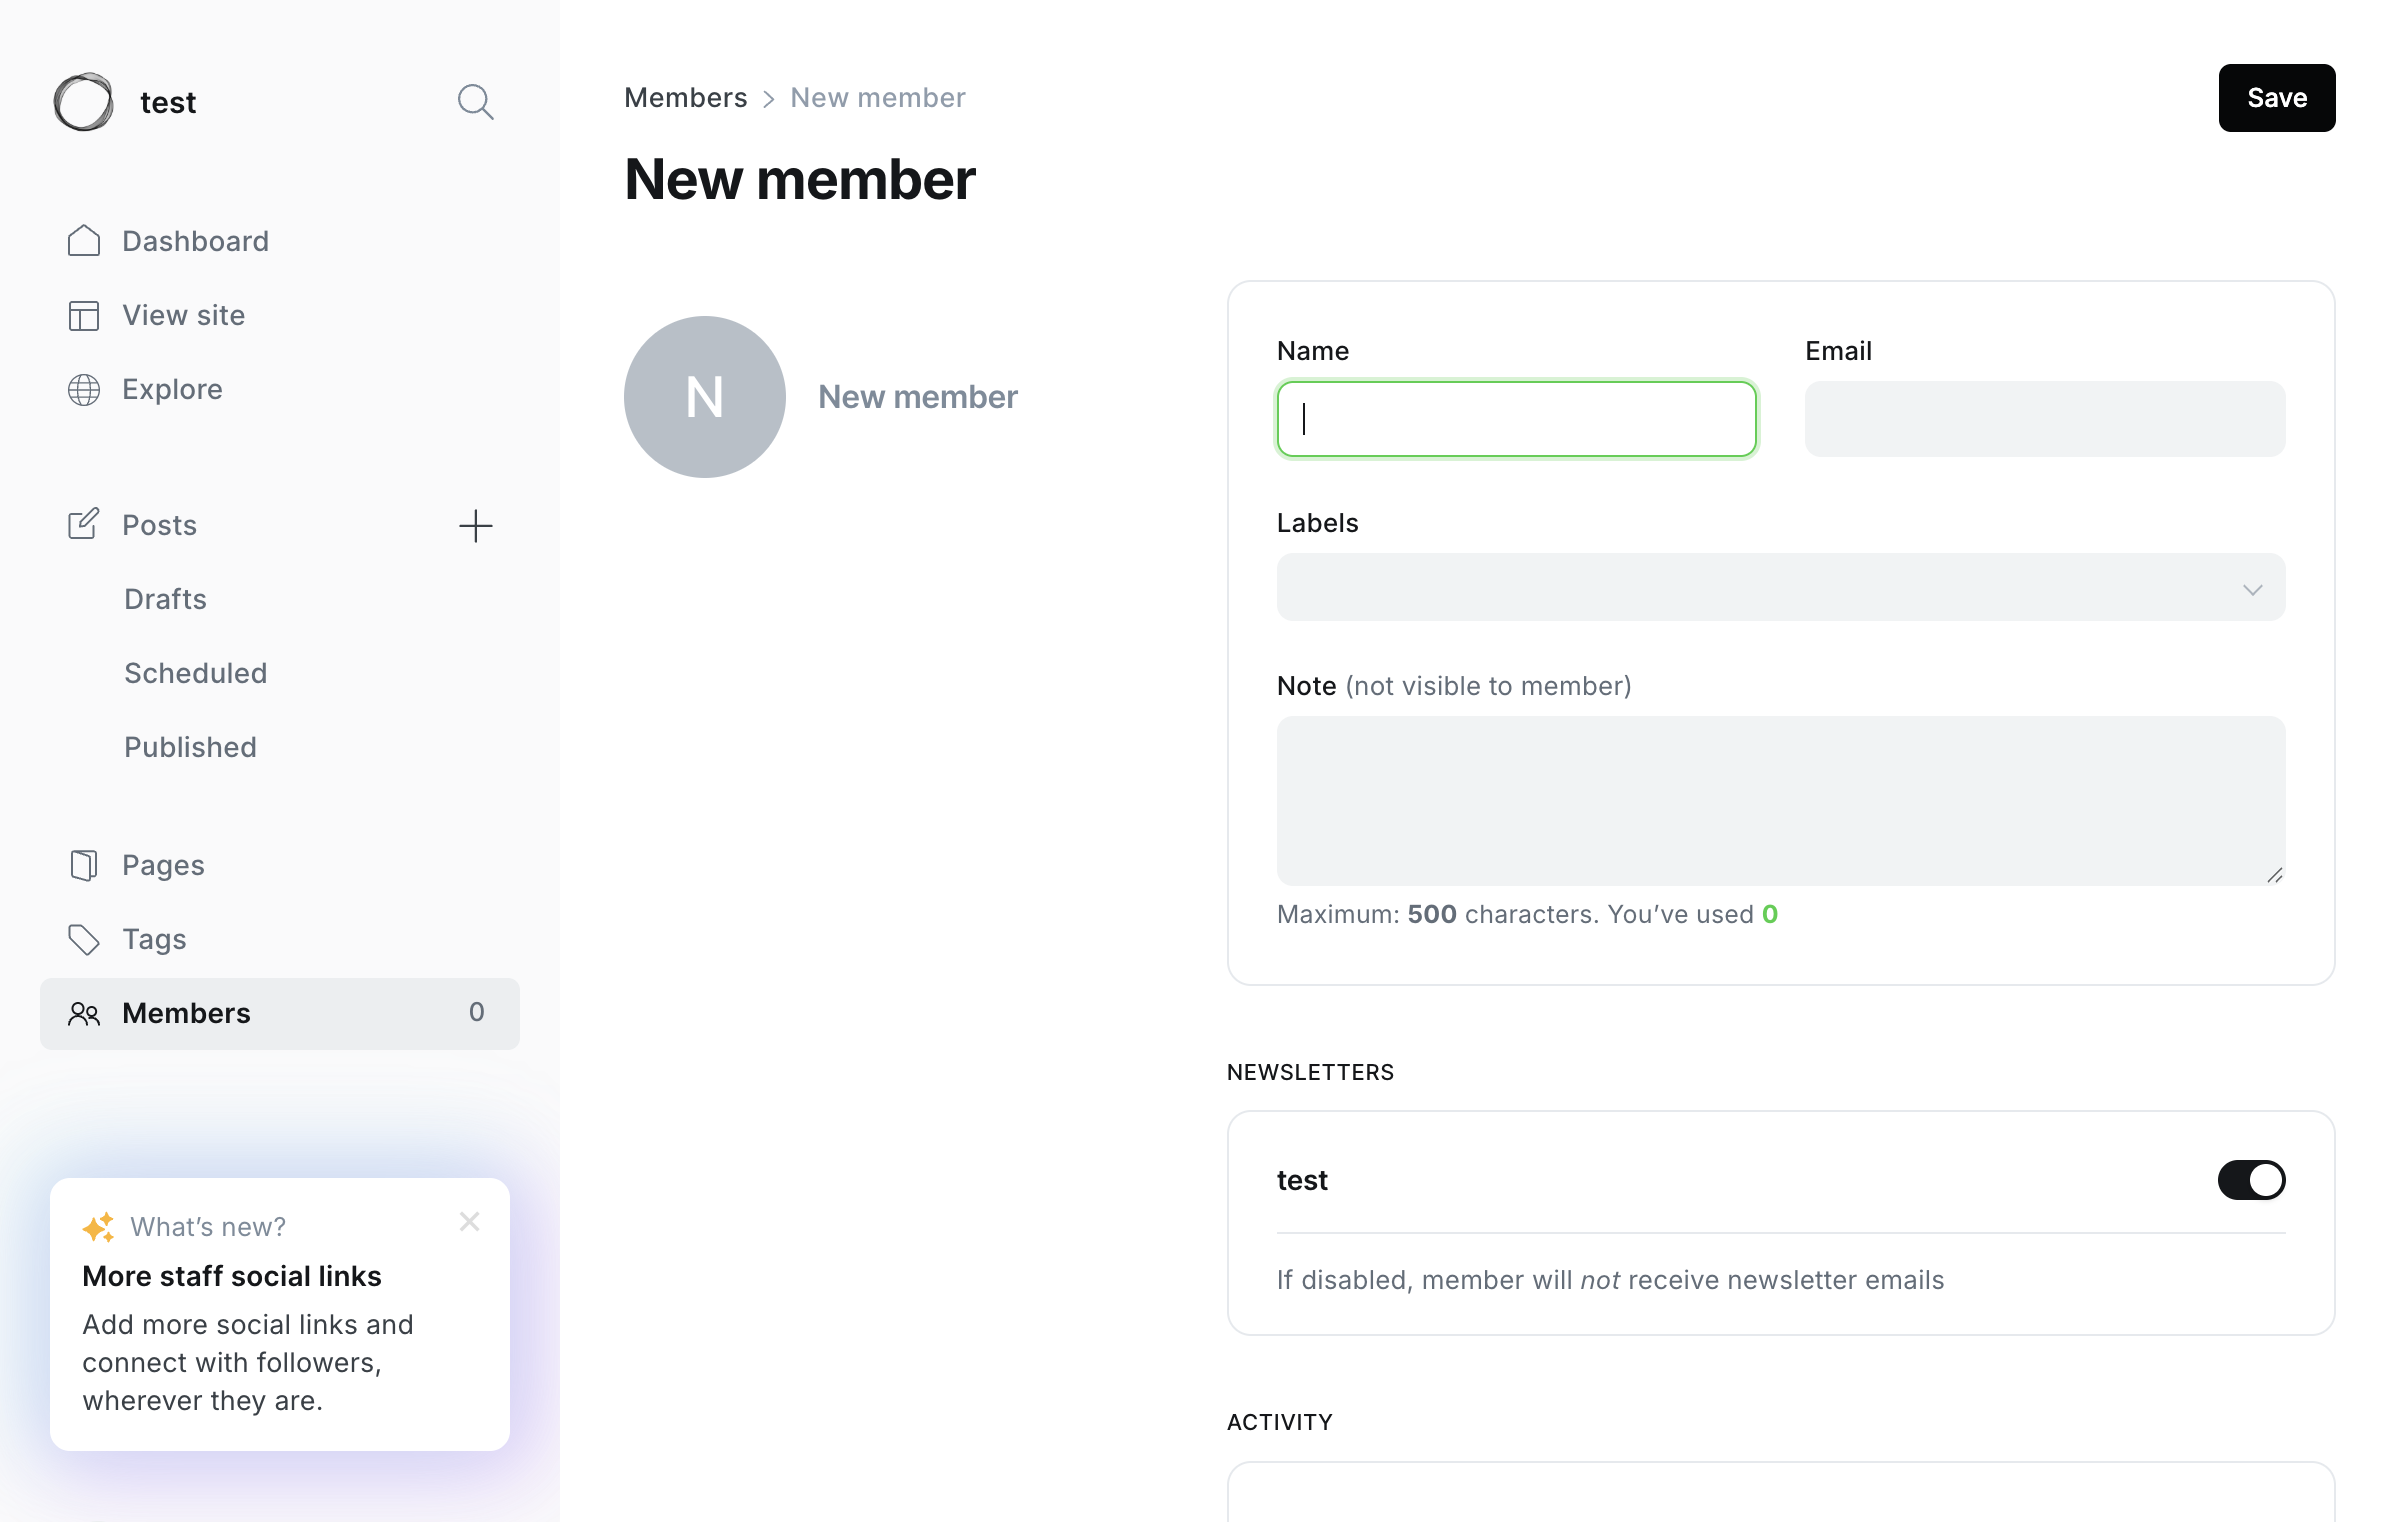 test
Dashboard
View site
Explore
Posts
Drafts
Scheduled
Published
Pages
Tags
Members 0
What’s new?
More staff social links
Add more social links and
connect with followers,
wherever they are.
Members > New member
Save
New member
N
New member
Name
Email
Labels
Note (not visible to member)
Maximum: 500 characters. You’ve used 0
NEWSLETTERS
test
If disabled, member will not receive newsletter emails
ACTIVITY